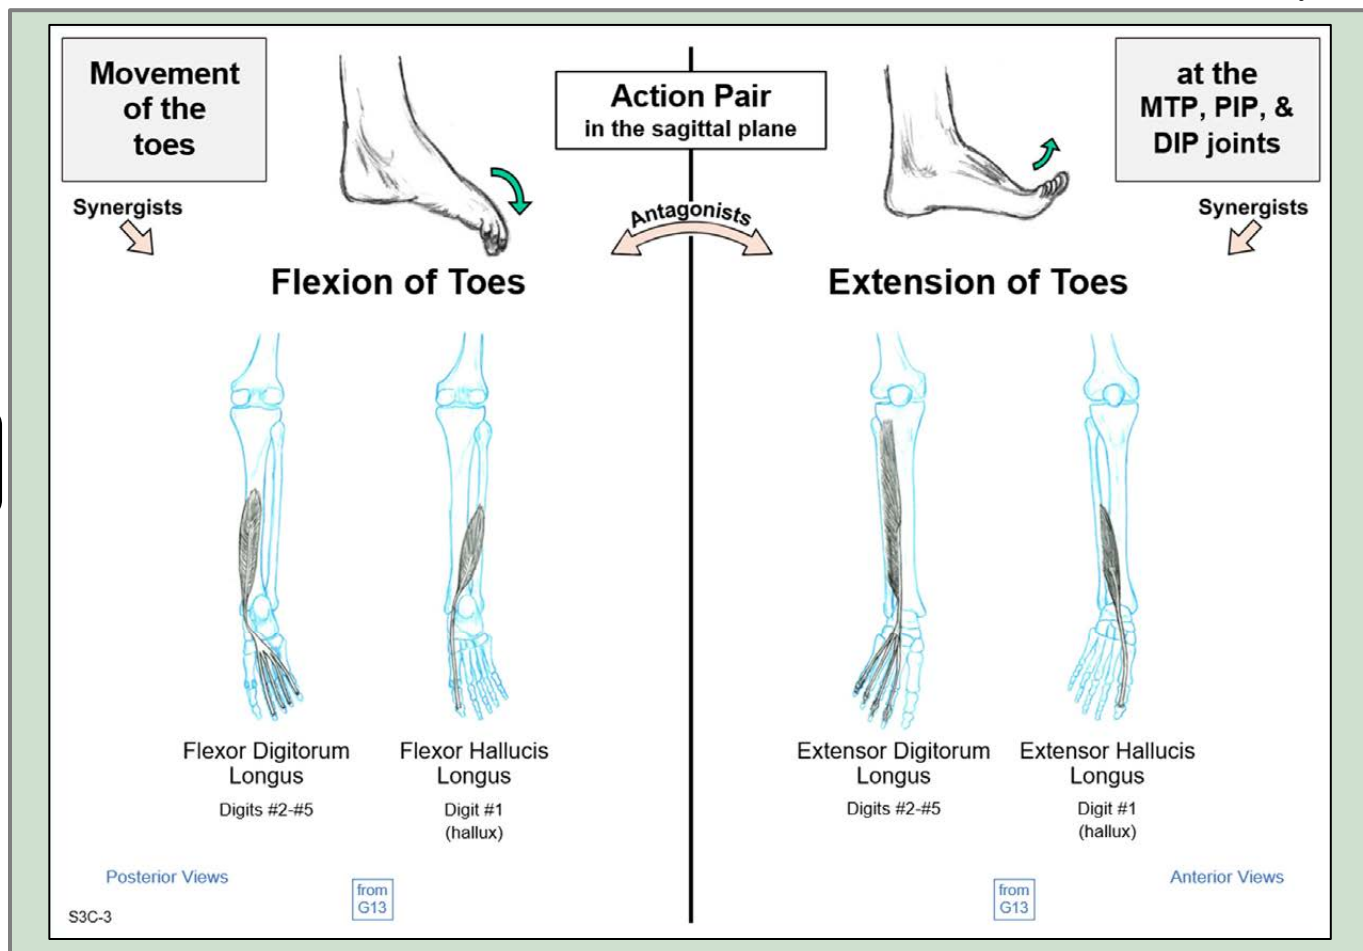 Movement
of the
toes
Action Pair
in the sagittal plane
at the
MTP, PIP, &
DIP joints
Synergists
Antagonists
Synergists
Flexion of Toes
Extension of Toes
Flexor Digitorum
Longus
Digits #2-#5
Flexor Hallucis
Longus
Digit #1
(hallux)
Extensor Digitorum
Longus
Digits #2-#5
Extensor Hallucis
Longus
Digit #1
(hallux)
Posterior Views
from
G13
from
G13
Anterior Views
S3C-3